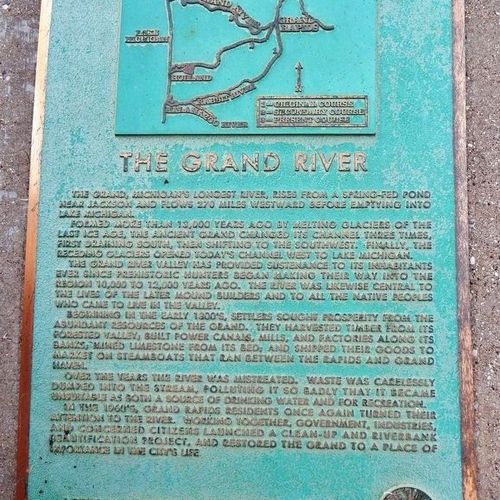 GRAND RIVER
GRAND
RAPIDS
LAKE
MICHIGAN
HOLLAND
RABBIT RIVER
KALAMAZOO
RIVER
N
1—ORIGINAL COURSE
2—SECONDARY COURSE
3—PRESENT COURSE
THE GRAND RIVER
THE GRAND, MICHIGAN'S LONGEST RIVER, RISES FROM A SPRING-FED POND
NEAR JACKSON AND FLOWS 270 MILES WESTWARD BEFORE EMPTYING INTO
LAKE MICHIGAN.
FORMED MORE THAN 13,000 YEARS AGO BY MELTING GLACIERS OF THE
LAST ICE AGE, THE ANCIENT GRAND CHANGED ITS CHANNEL THREE TIMES,
FIRST DRAINING SOUTH, THEN SHIFTING TO THE SOUTHWEST. FINALLY, THE
RECEDING GLACIERS OPENED TODAY'S CHANNEL WEST TO LAKE MICHIGAN.
THE GRAND RIVER VALLEY HAS PROVIDED SUSTENANCE TO ITS INHABITANTS
EVER SINCE PREHISTORIC HUNTERS BEGAN MAKING THEIR WAY INTO THE
REGION 10,000 TO 12,000 YEARS AGO. THE RIVER WAS LIKEWISE CENTRAL TO
THE LIVES OF THE LATER MOUND BUILDERS AND TO ALL THE NATIVE PEOPLES
WHO CAME TO LIVE IN THE VALLEY.
BEGINNING IN THE EARLY 1800'S, SETTLERS SOUGHT PROSPERITY FROM THE
ABUNDANT RESOURCES OF THE GRAND. THEY HARVESTED TIMBER FROM ITS
FORESTED VALLEY, BUILT POWER CANALS, MILLS, AND FACTORIES ALONG ITS
BANKS, MINED LIMESTONE FROM ITS BED, AND SHIPPED THEIR GOODS TO
MARKET ON STEAMBOATS THAT RAN BETWEEN THE RAPIDS AND GRAND
HAVEN.
OVER THE YEARS THE RIVER WAS MISTREATED. WASTE WAS CARELESSLY
DUMPED INTO THE STREAM, POLLUTING IT SO BADLY THAT IT BECAME
UNSUITABLE AS BOTH A SOURCE OF DRINKING WATER AND FOR RECREATION.
IN THE 1960'S, GRAND RAPIDS RESIDENTS ONCE AGAIN TURNED THEIR
ATTENTION TO THE RIVER. WORKING TOGETHER, GOVERNMENT, INDUSTRIES,
AND CONCERNED CITIZENS LAUNCHED A CLEAN-UP AND RIVERBANK
BEAUTIFICATION PROJECT, AND RESTORED THE GRAND TO A PLACE OF
IMPORTANCE IN THE CITY'S LIFE